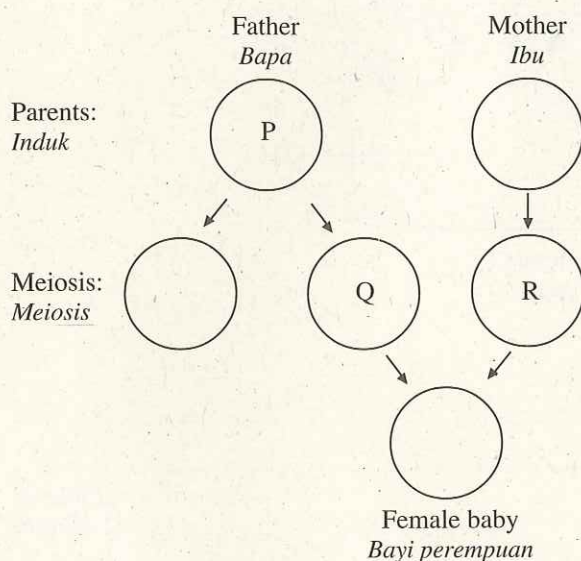 Father
Bapa
Mother
Ibu
Parents:
Induk
P
Meiosis:
Meiosis
Q
R
Female baby
Bayi perempuan